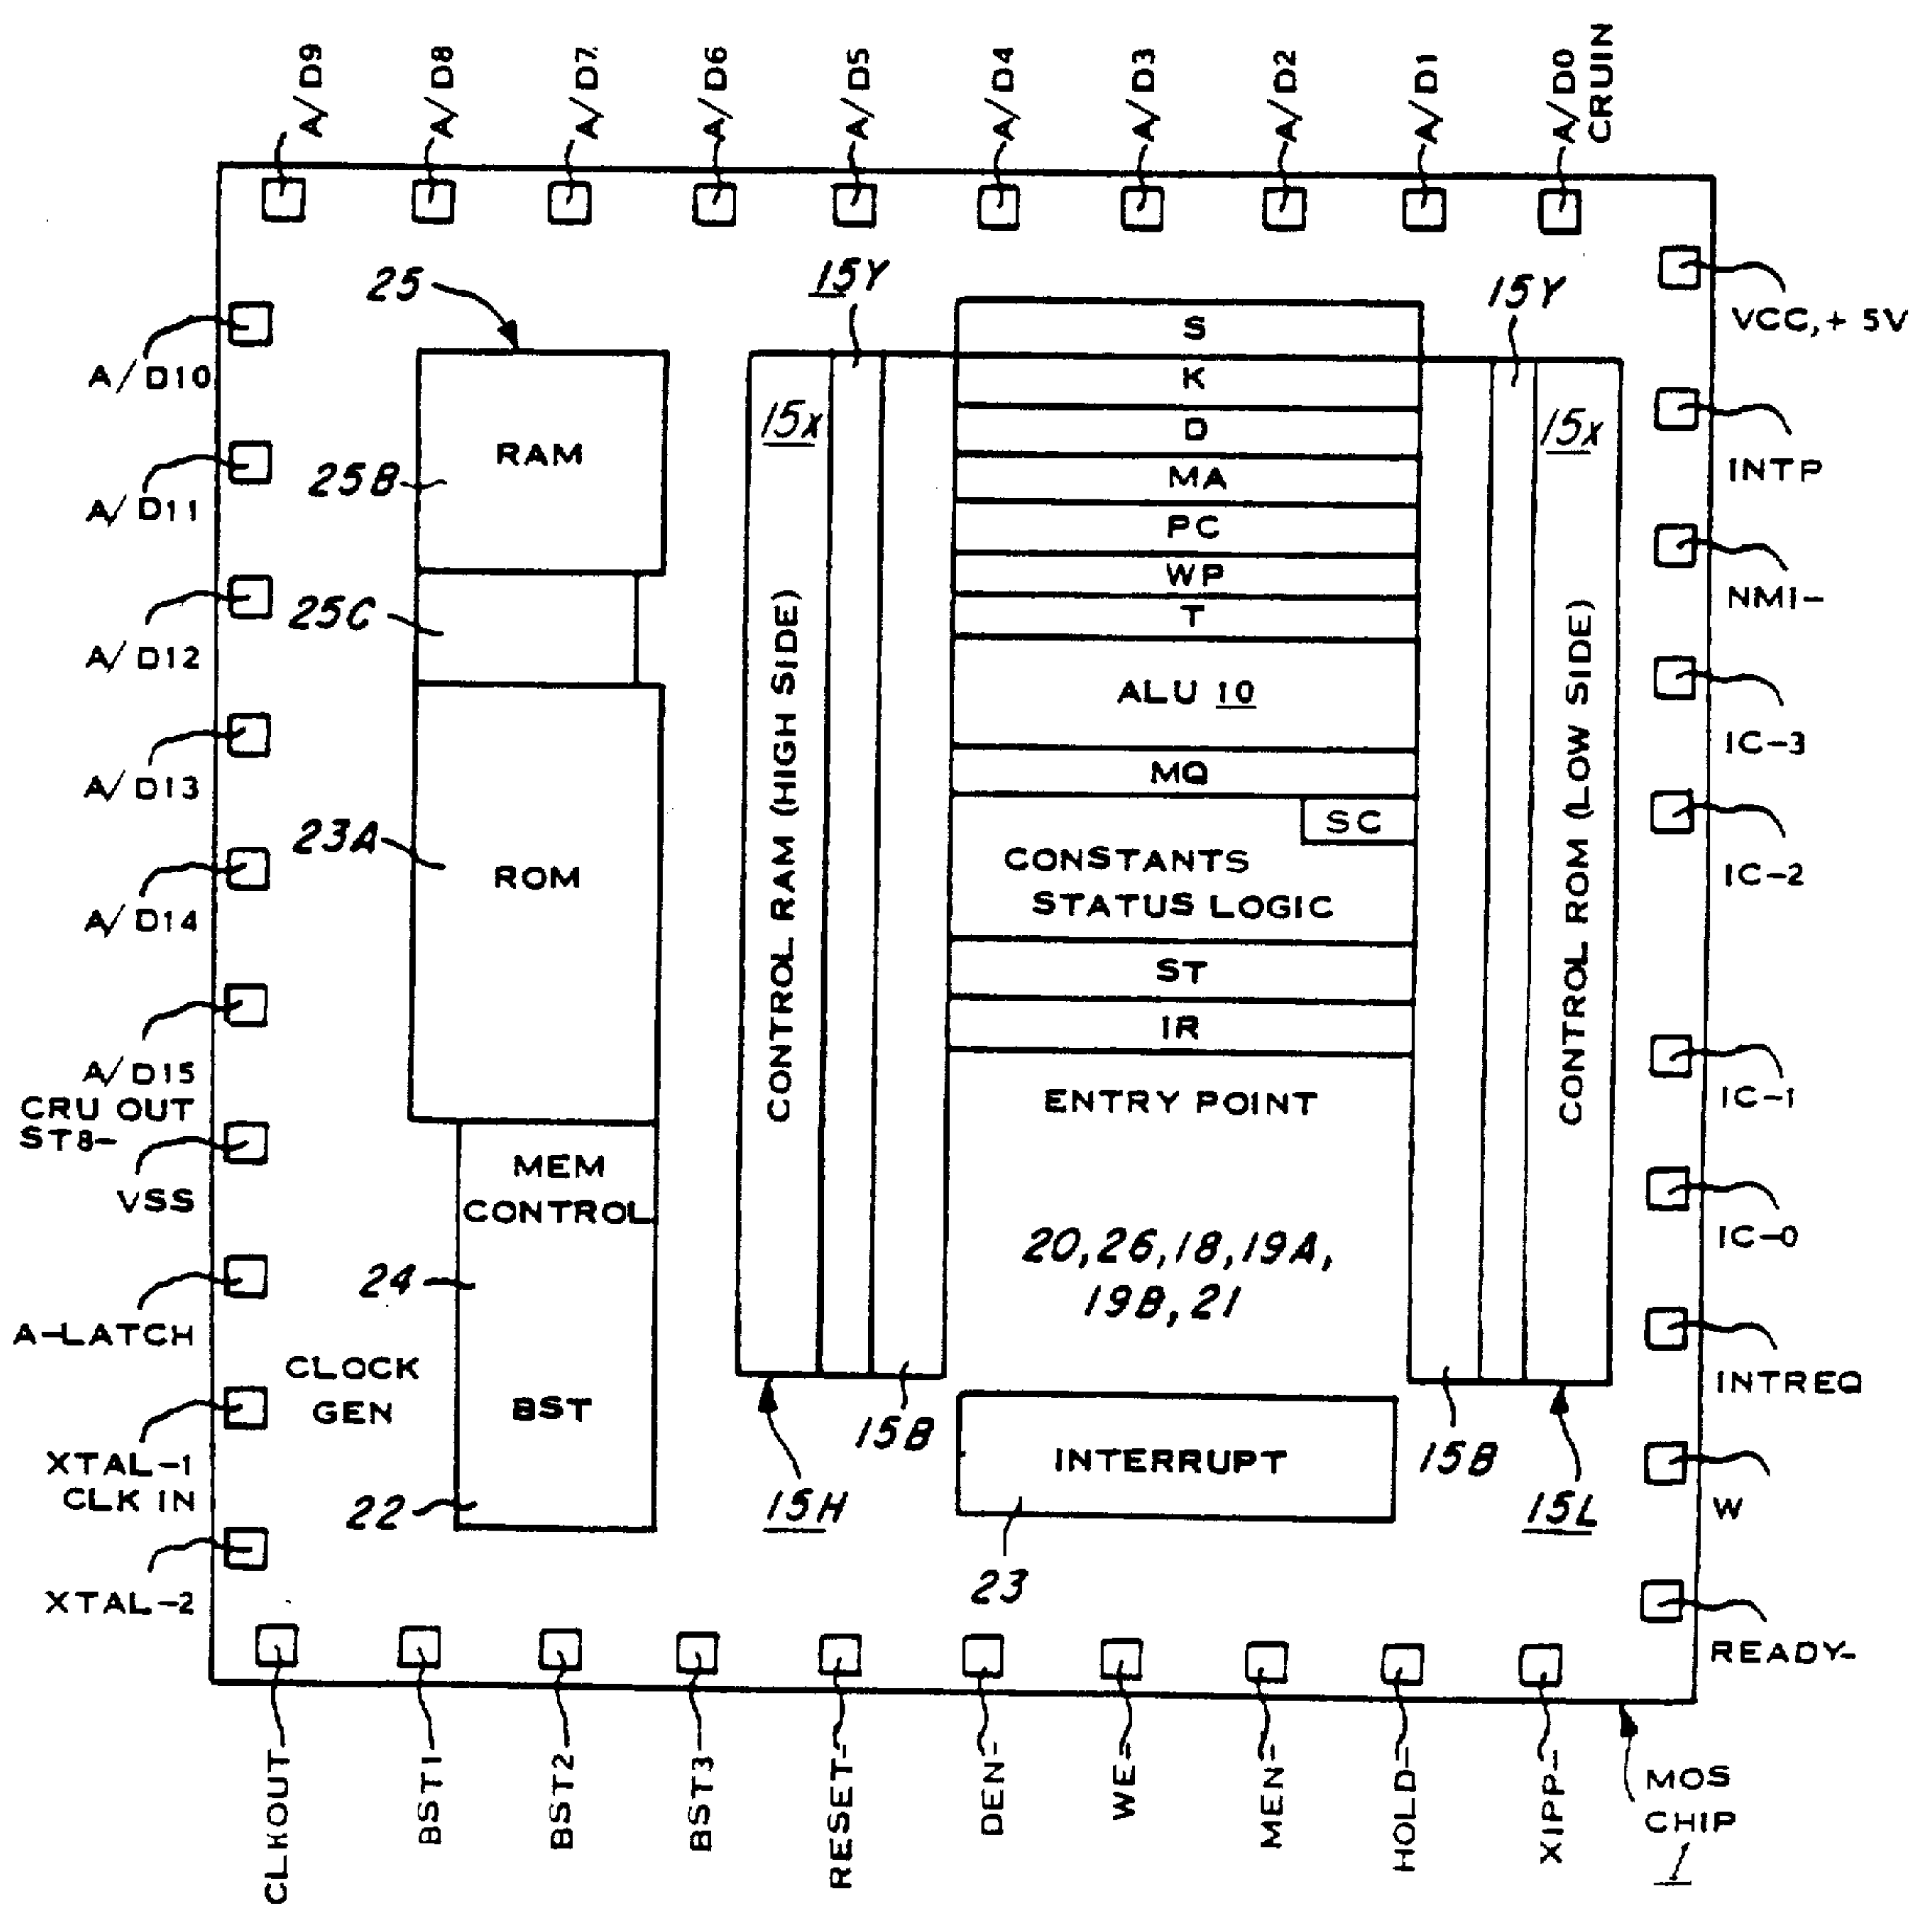 A/D9
A/D8
A/D7
A/D6
A/D5
A/D4
A/D3
A/D2
A/D1
A/D0
CRUIN
VCC,+ 5V
INTP
NMI-
IC-3
IC-2
IC-1
IC-0
INTREQ
W
READY-
A/D10
A/D11
A/D12
A/D13
A/D14
A/D15
CRU OUT
ST8-
VSS
A-LATCH
XTAL-1
CLK IN
XTAL-2
25
RAM
25B
25C
23A
ROM
MEM
CONTROL
24
CLOCK
GEN
BST
22
15Y
15X
CONTROL RAM (HIGH SIDE)
15B
15H
S
K
D
MA
PC
WP
T
ALU 10
MQ
SC
CONSTANTS
STATUS LOGIC
ST
IR
ENTRY POINT
20,26,18,19A,
19B,21
INTERRUPT
23
15Y
15X
CONTROL ROM (LOW SIDE)
15B
15L
CLKOUT
BST1
BST2
BST3
RESET-
DEN-
WE-
MEN-
HOLD-
XIPP-
MOS
CHIP
1